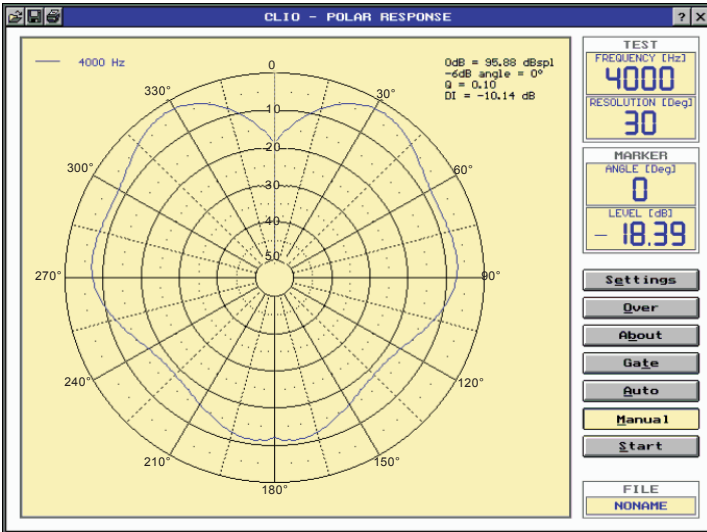 CLIO - POLAR RESPONSE
? X
4000 Hz
0dB = 95.88 dBspl
-6dB angle = 0°
Q = 0.10
DI = -10.14 dB
0
330°
30°
10
20
300°
60°
30
40
50
270°
90°
240°
120°
210°
150°
180°
TEST
FREQUENCY [Hz]
4000
RESOLUTION [Deg]
30
MARKER
ANGLE [Deg]
0
LEVEL [dB]
- 18.39
Settings
Over
About
Gate
Auto
Manual
Start
FILE
NONAME